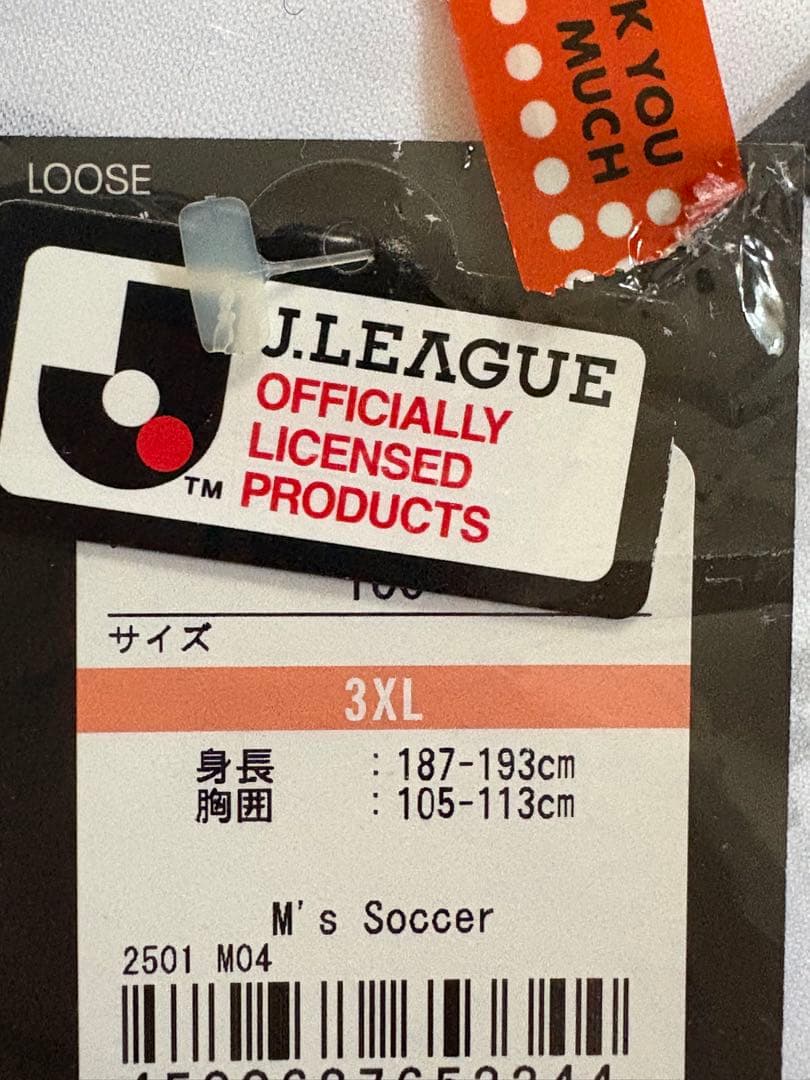 K YOU
MUCH
LOOSE
J.LEAGUE
OFFICIALLY
LICENSED
PRODUCTS
TM
サイズ
3XL
身長 : 187-193cm
胸囲 : 105-113cm
M's Soccer
2501 M04